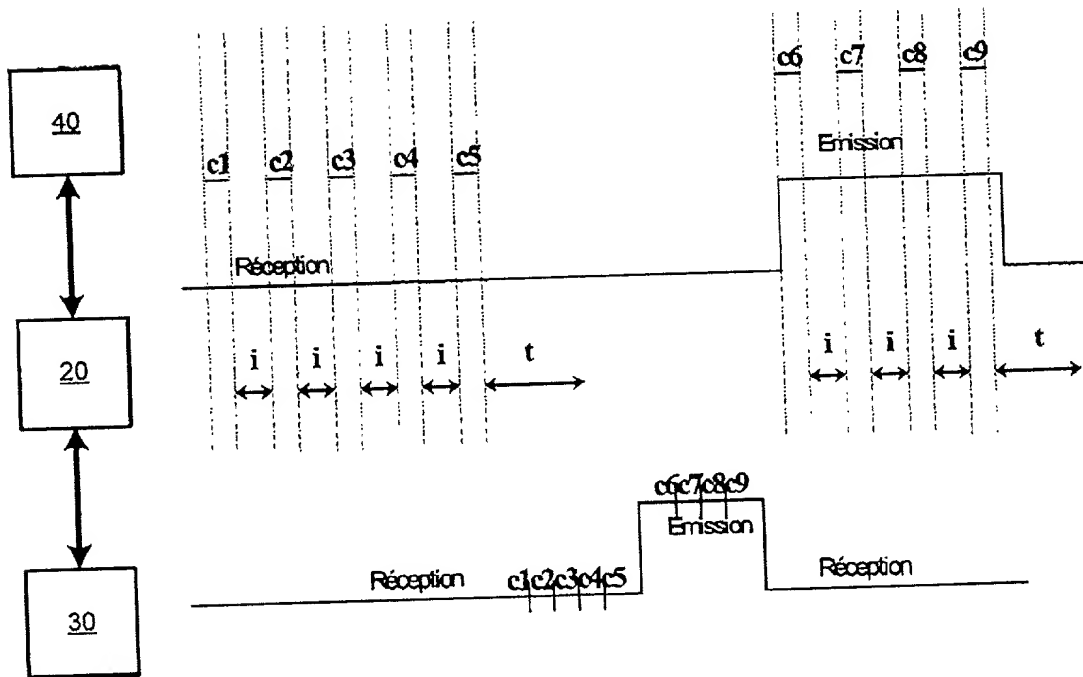 c6 c7 c8 c9
40
Emission
c1 c2 c3 c4 c5
Réception
i i i i t
i i i t
20
c6c7c8c9
Emission
Réception
c1c2c3c4c5
Réception
30